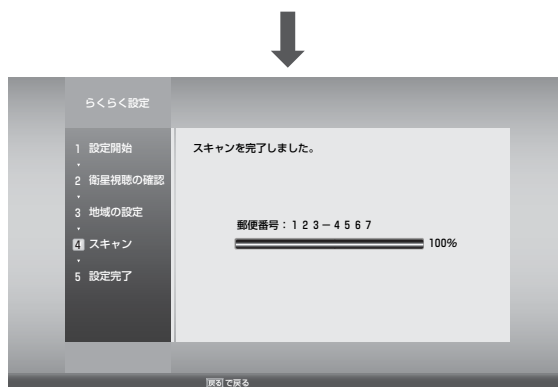 らくらく設定
1 設定開始
・
2 衛星視聴の確認
・
3 地域の設定
・
4 スキャン
・
5 設定完了
スキャンを完了しました。
郵便番号：１２３－４５６７
100%
戻る で戻る